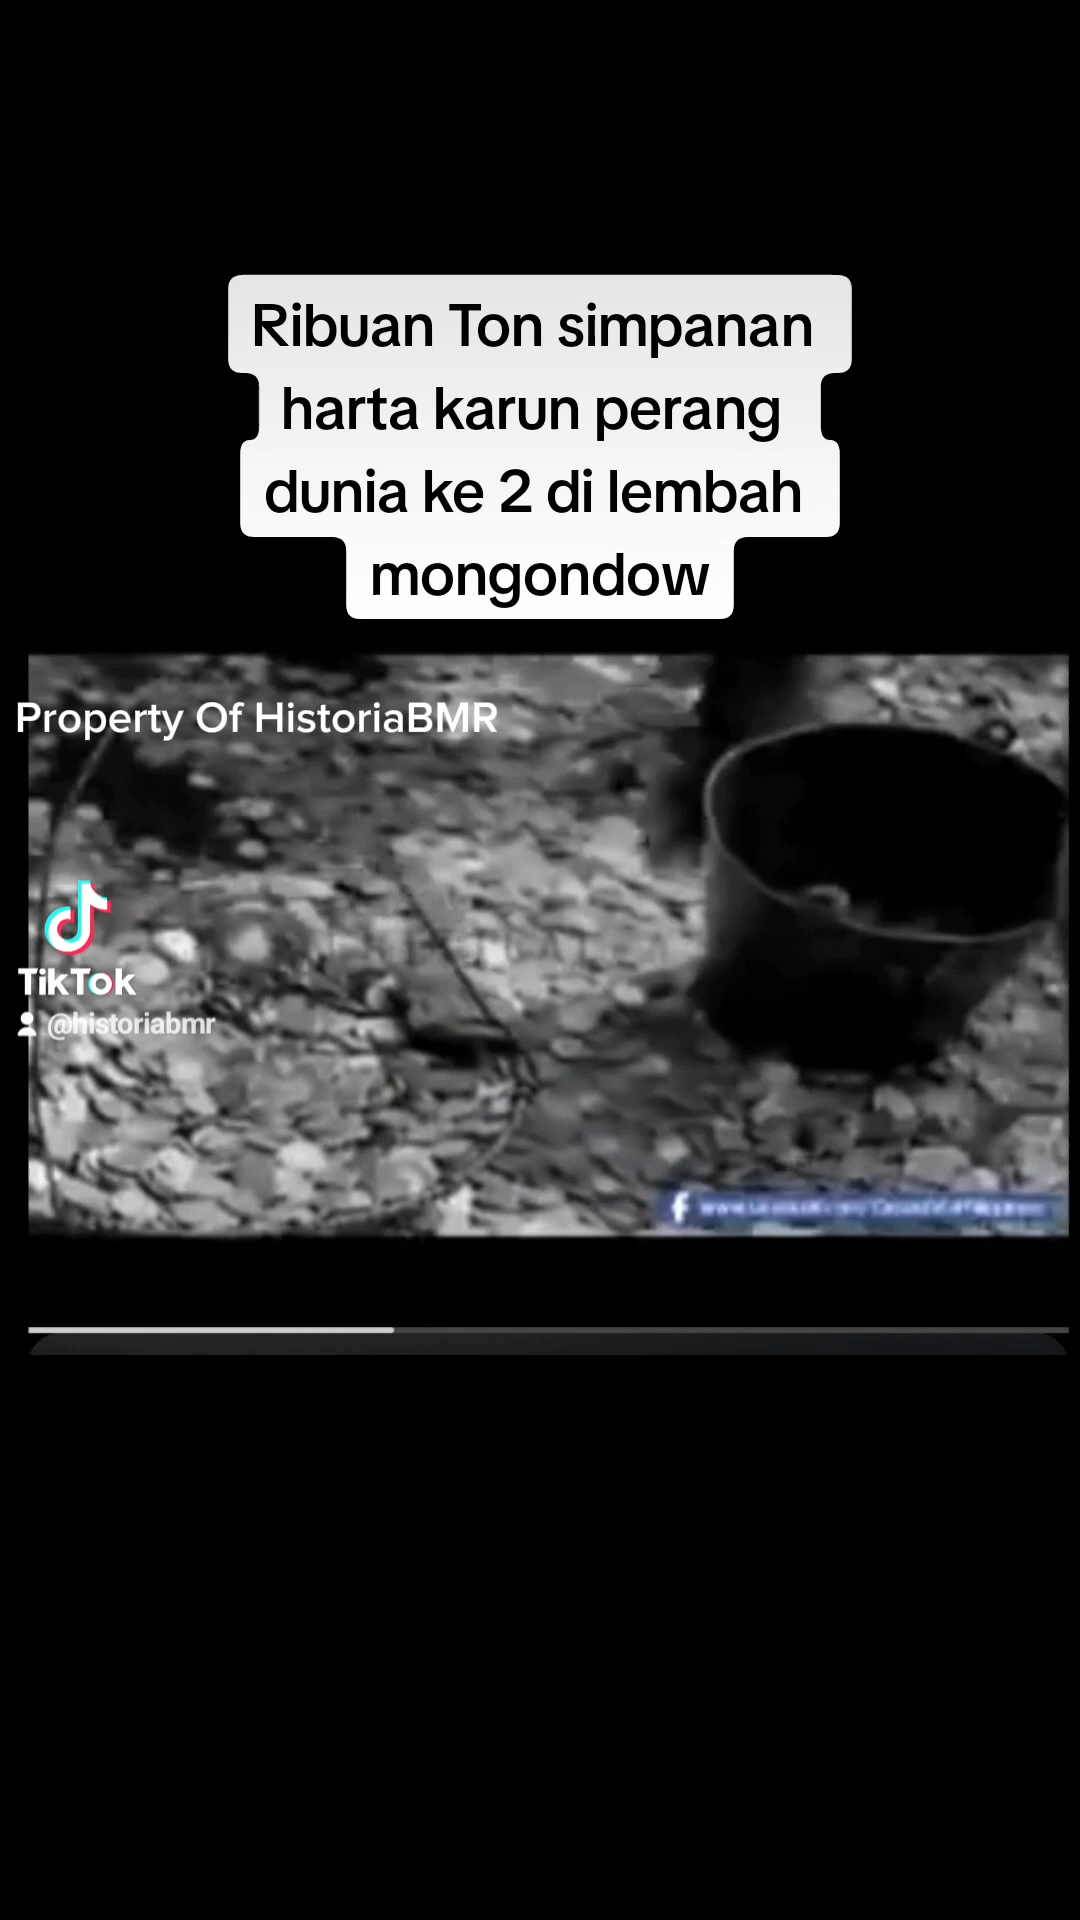 Ribuan Ton simpanan
harta karun perang
dunia ke 2 di lembah
mongondow
Property Of HistoriaBMR
TikTok
@historiabmr